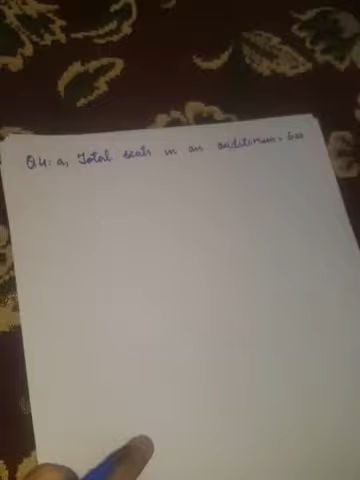 Q4: a, Total seats in an auditorium = 600